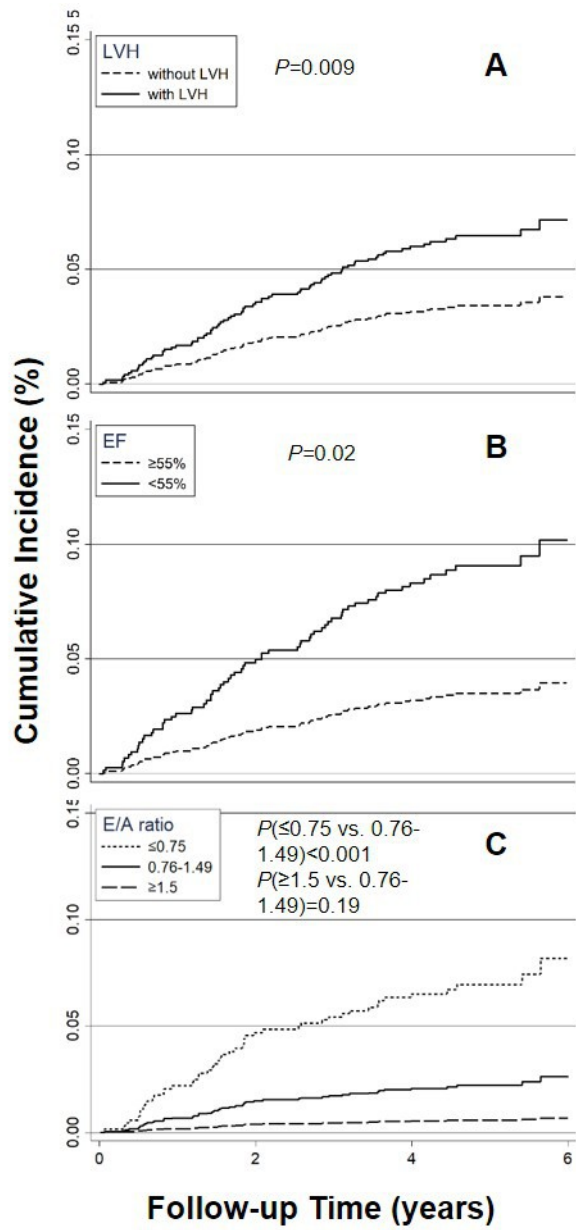 Cumulative Incidence (%)
0.15
0.10
0.05
0.00
LVH
without LVH
with LVH
P=0.009
A
0.15
0.10
0.05
0.00
EF
≥55%
<55%
P=0.02
B
0.15
0.10
0.05
0.00
E/A ratio
≤0.75
0.76-1.49
≥1.5
P(≤0.75 vs. 0.76-
1.49)<0.001
P(≥1.5 vs. 0.76-
1.49)=0.19
C
0 2 4 6
Follow-up Time (years)